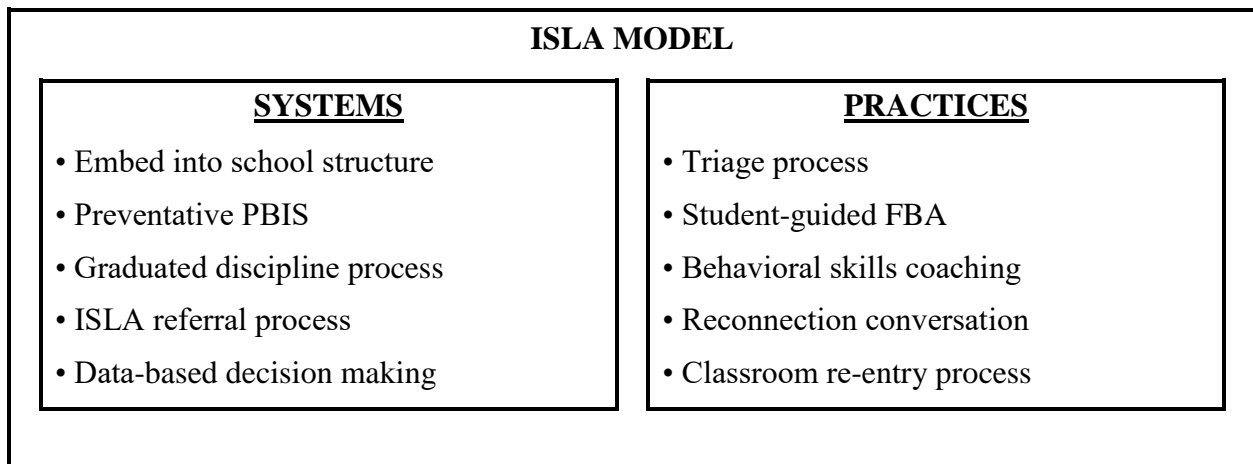 ISLA MODEL
SYSTEMS
• Embed into school structure
• Preventative PBIS
• Graduated discipline process
• ISLA referral process
• Data-based decision making
PRACTICES
• Triage process
• Student-guided FBA
• Behavioral skills coaching
• Reconnection conversation
• Classroom re-entry process